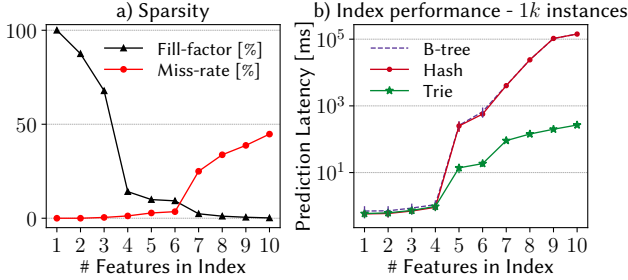 a) Sparsity
100
50
0
Fill-factor [%]
Miss-rate [%]
1 2 3 4 5 6 7 8 9 10
# Features in Index
b) Index performance - 1k instances
Prediction Latency [ms]
10^5
10^3
10^1
B-tree
Hash
Trie
1 2 3 4 5 6 7 8 9 10
# Features in Index